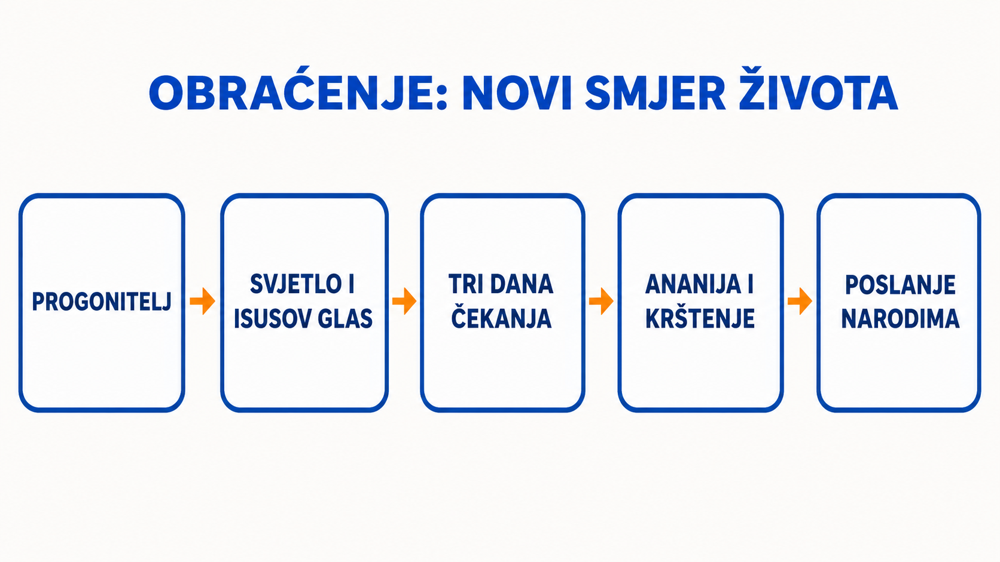 OBRAĆENJE: NOVI SMJER ŽIVOTA
PROGONITELJ
SVJETLO I
ISUSOV GLAS
TRI DANA
ČEKANJA
ANANIJA I
KRŠTENJE
POSLANJE
NARODIMA